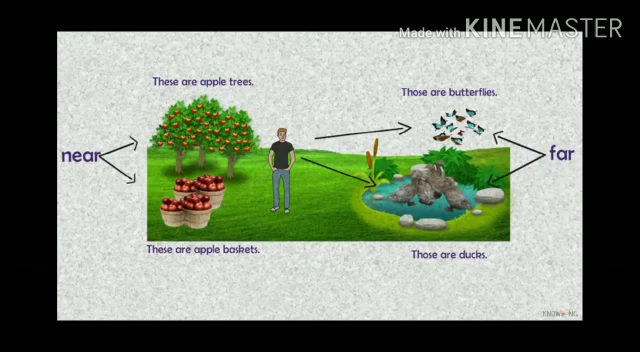 Made with KINEMASTER
These are apple trees.
Those are butterflies.
near
far
These are apple baskets.
Those are ducks.